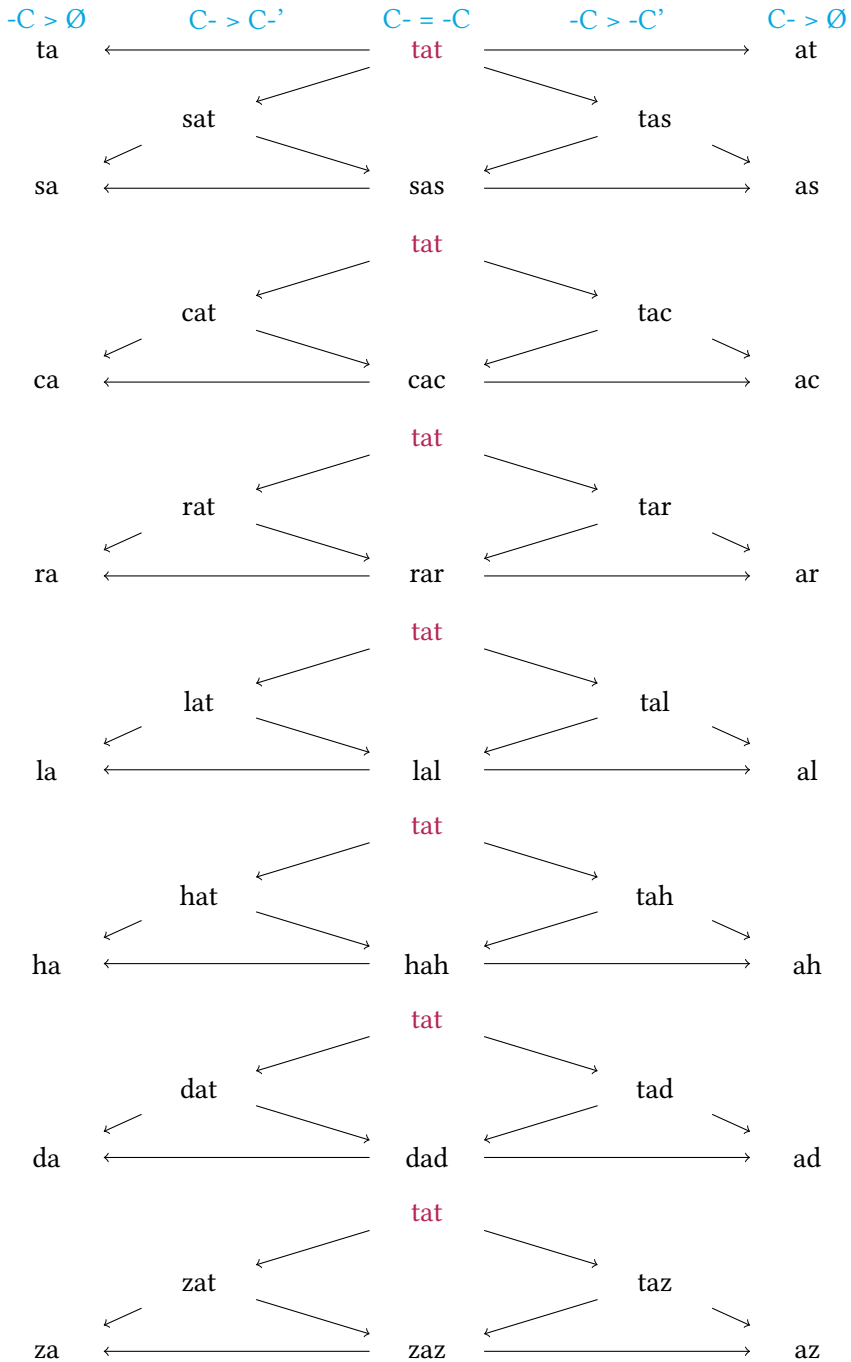 -C > Ø C- > C-’ C- = -C -C > -C’ C- > Ø
ta tat at
sat tas
sa sas as
tat
cat tac
ca cac ac
tat
rat tar
ra rar ar
tat
lat tal
la lal al
tat
hat tah
ha hah ah
tat
dat tad
da dad ad
tat
zat taz
za zaz az